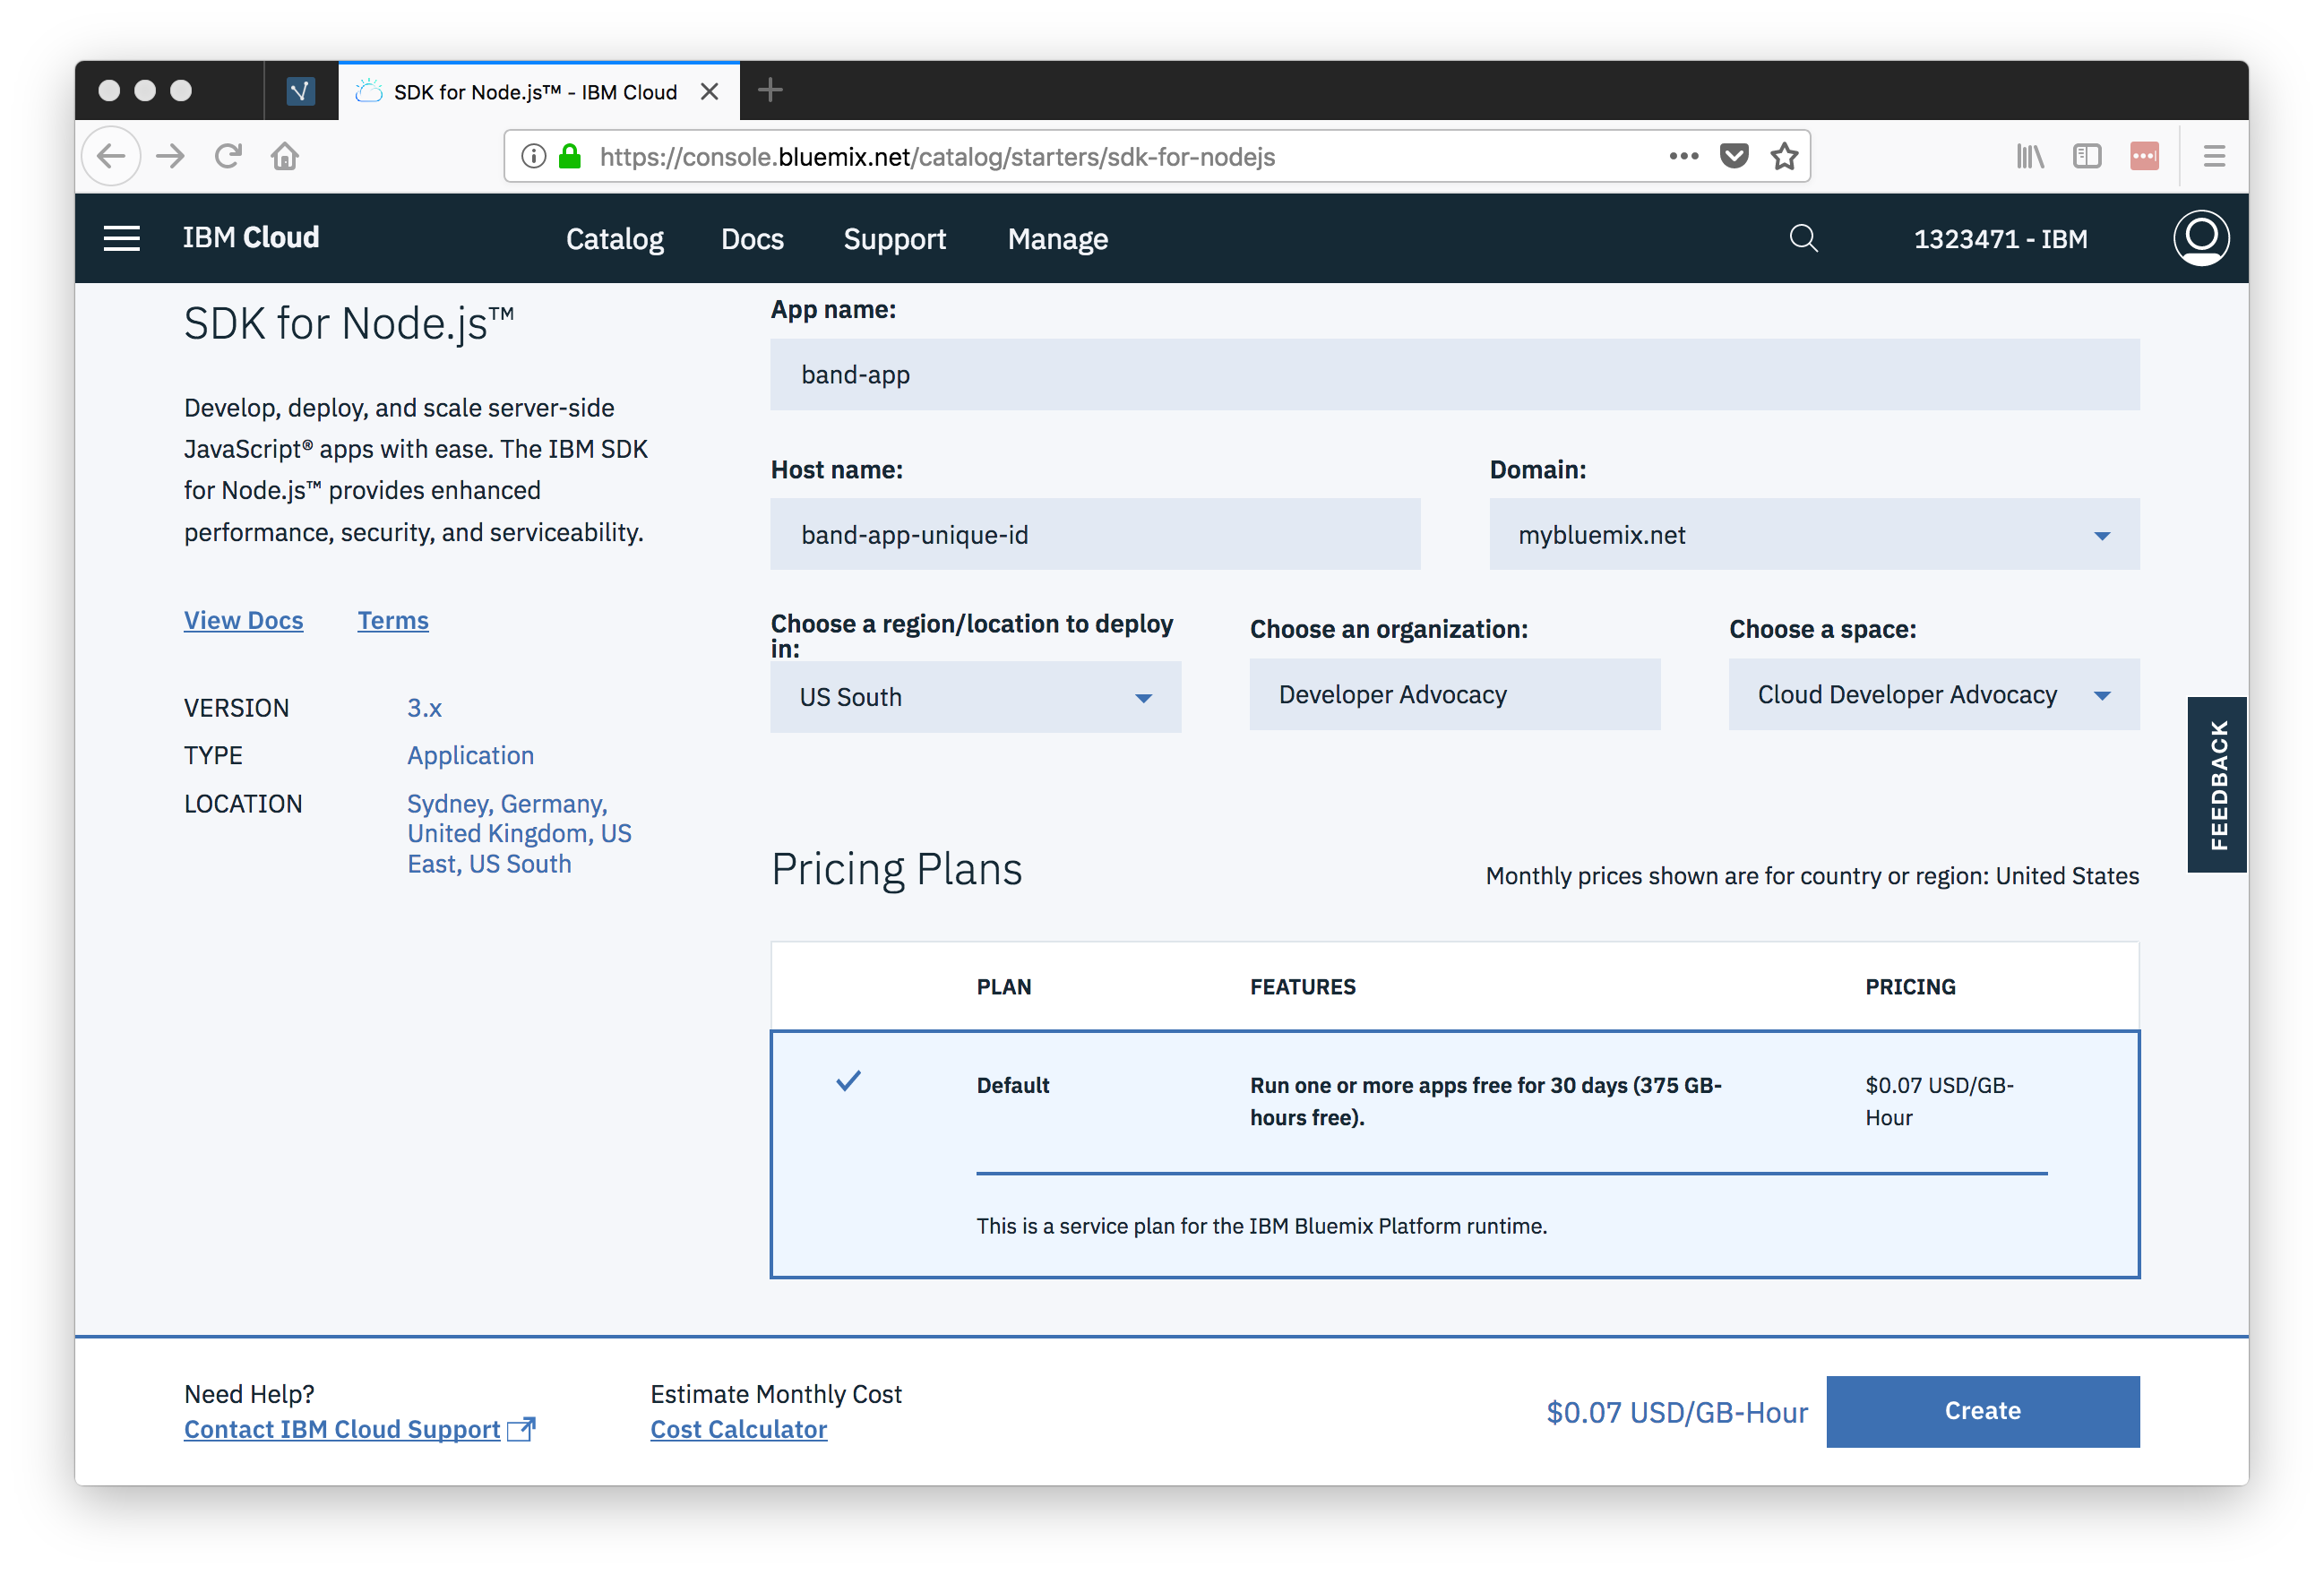 SDK for Node.js™ - IBM Cloud
https://console.bluemix.net/catalog/starters/sdk-for-nodejs
IBM Cloud
Catalog
Docs
Support
Manage
1323471 - IBM
SDK for Node.js™
Develop, deploy, and scale server-side
JavaScript® apps with ease. The IBM SDK
for Node.js™ provides enhanced
performance, security, and serviceability.
View Docs
Terms
VERSION 3.x
TYPE Application
LOCATION Sydney, Germany,
United Kingdom, US
East, US South
App name:
band-app
Host name:
band-app-unique-id
Domain:
mybluemix.net
Choose a region/location to deploy
in:
US South
Choose an organization:
Developer Advocacy
Choose a space:
Cloud Developer Advocacy
FEEDBACK
Pricing Plans
Monthly prices shown are for country or region: United States
PLAN FEATURES PRICING
Default
Run one or more apps free for 30 days (375 GB-
hours free).
$0.07 USD/GB-
Hour
This is a service plan for the IBM Bluemix Platform runtime.
Need Help?
Contact IBM Cloud Support
Estimate Monthly Cost
Cost Calculator
$0.07 USD/GB-Hour
Create